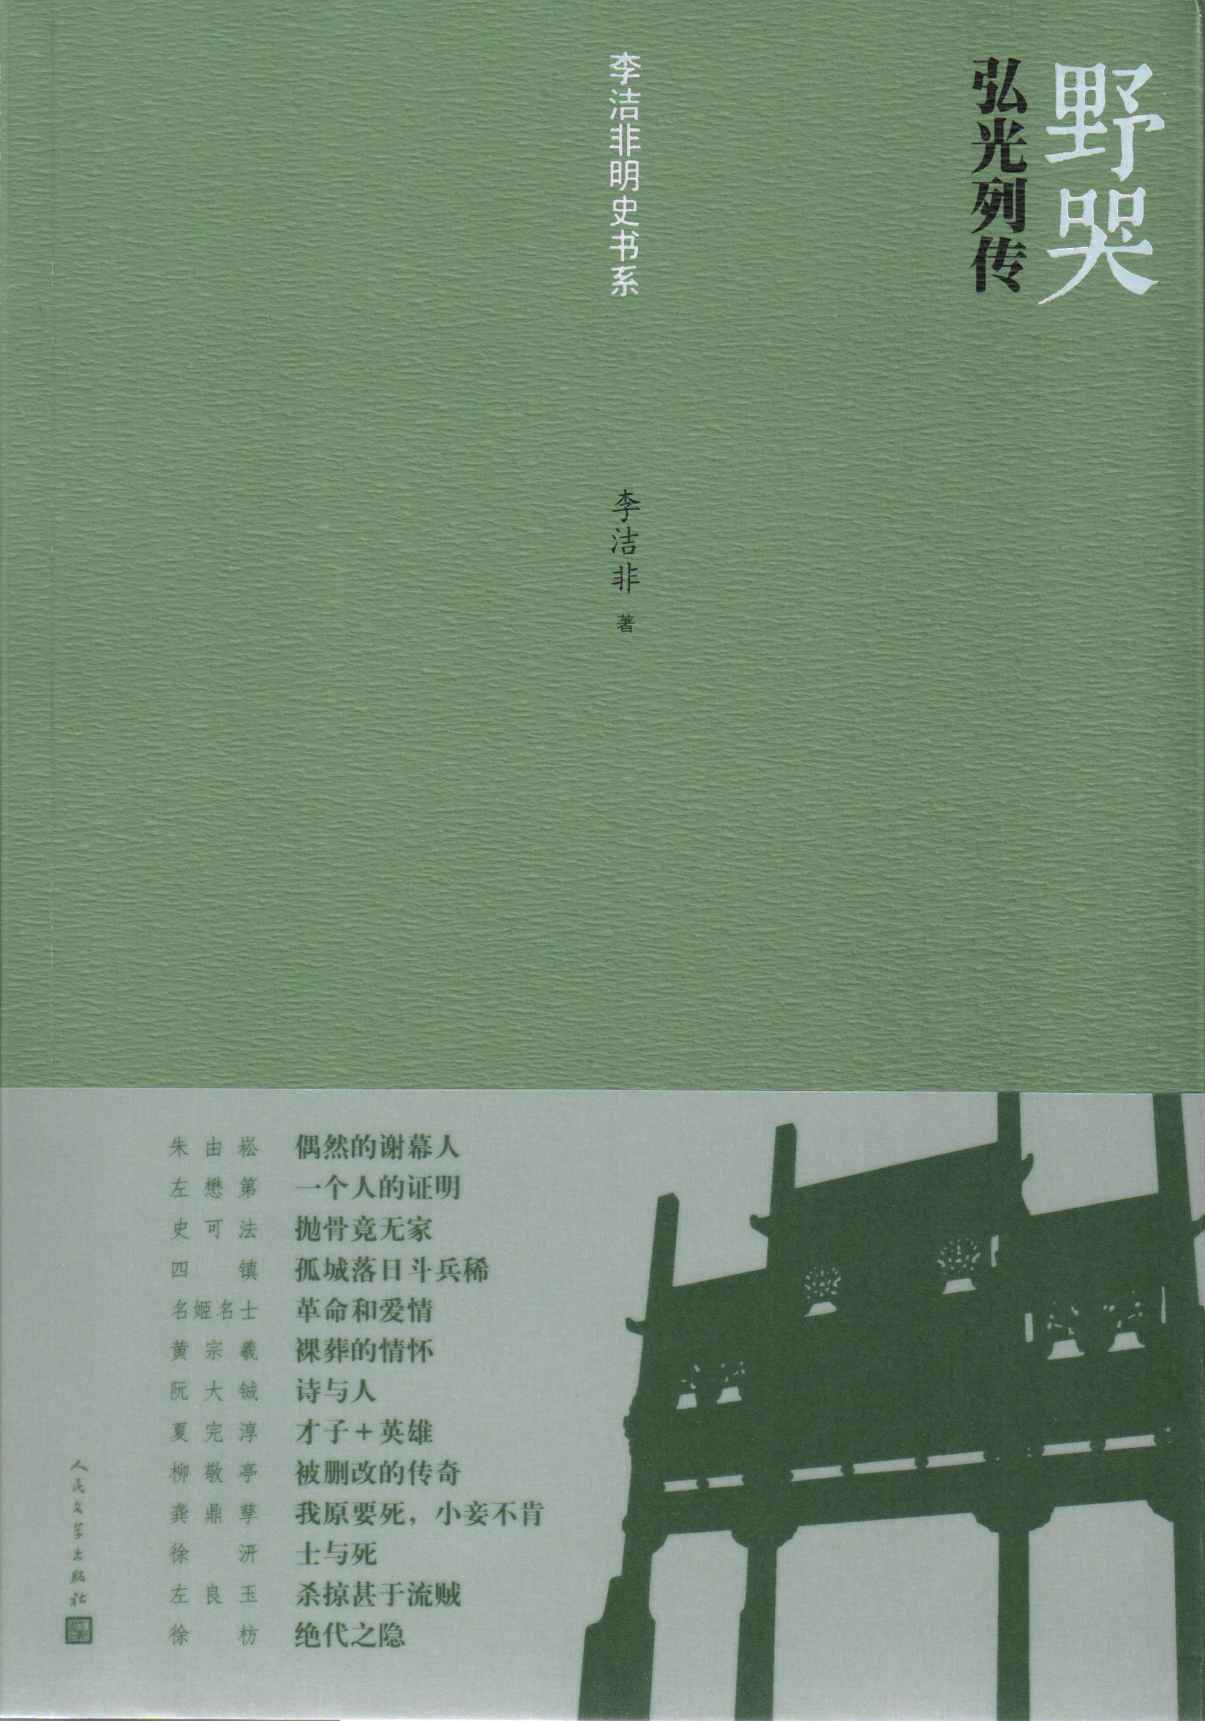 野哭
弘光列传
李洁非明史书系
李洁非 著
朱由崧 偶然的谢幕人
左懋第 一个人的证明
史可法 抛骨竟无家
四镇 孤城落日斗兵稀
名姬名士 革命和爱情
黄宗羲 裸葬的情怀
阮大铖 诗与人
夏完淳 才子+英雄
柳敬亭 被删改的传奇
龚鼎孳 我原要死，小妾不肯
徐汧 士与死
左良玉 杀掠甚于流贼
徐枋 绝代之隐
人民文学出版社